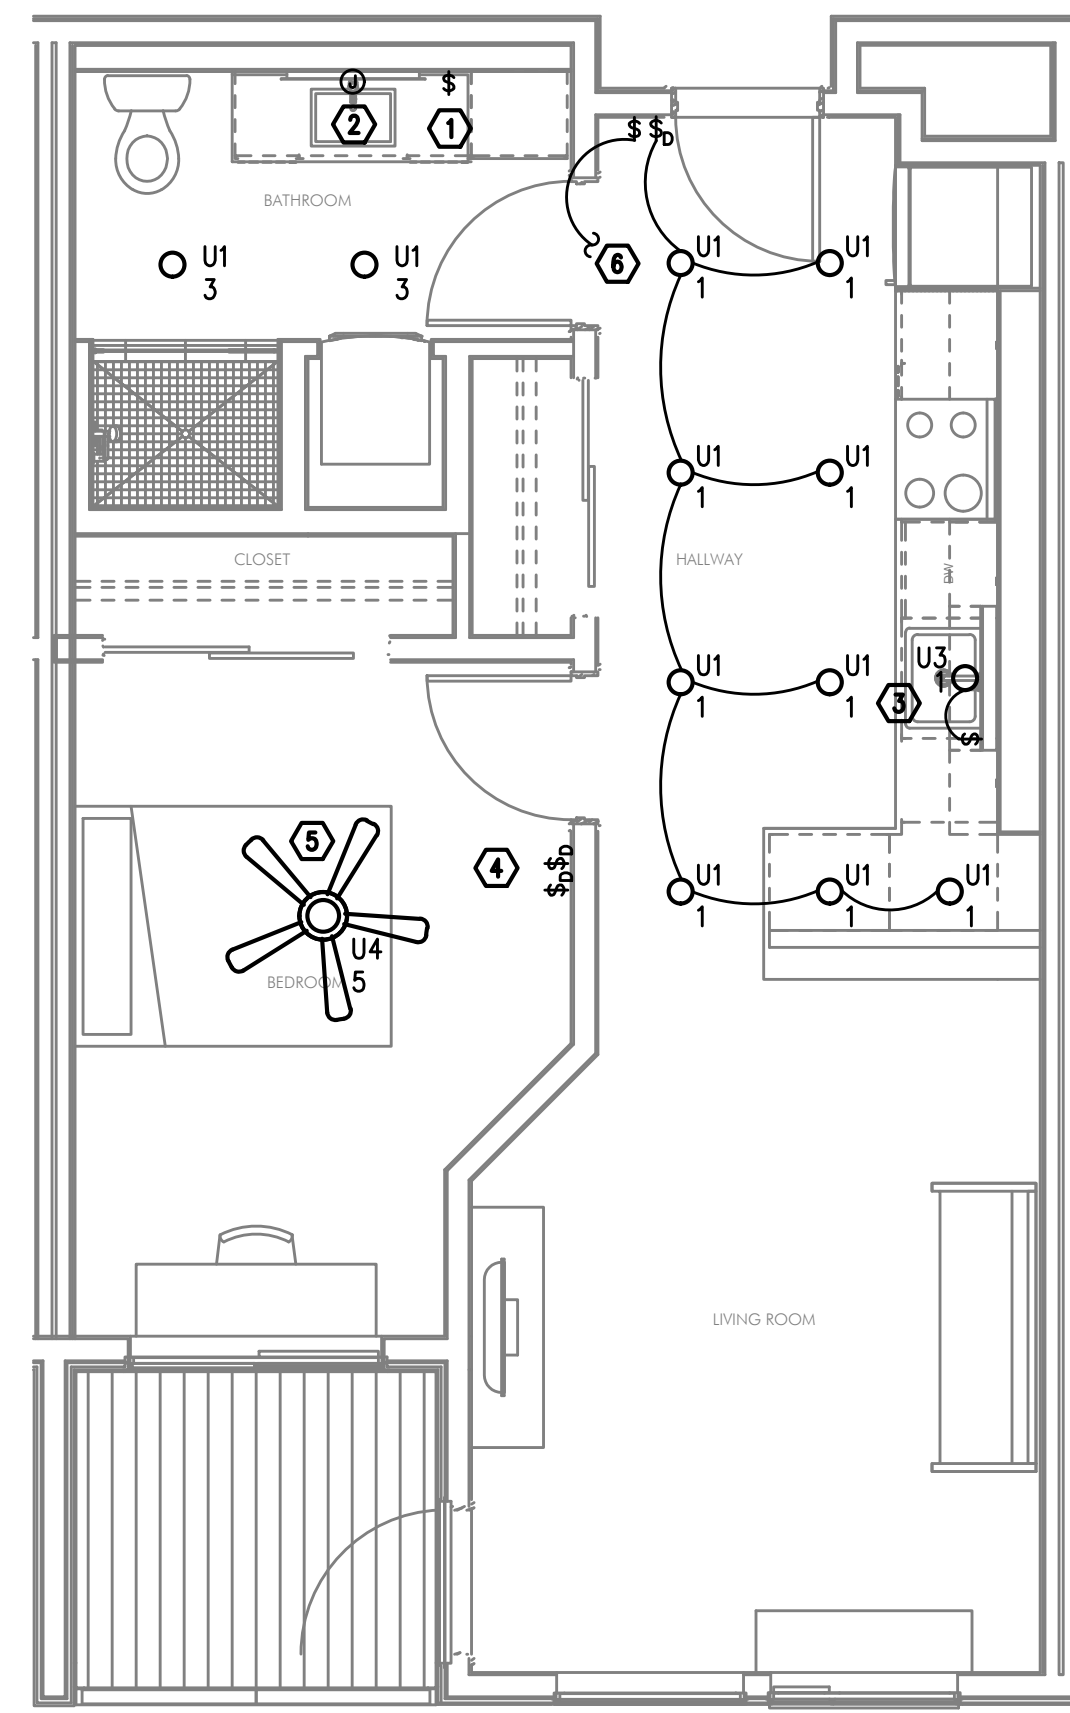 J
$
2
1
$ $D
BATHROOM
U1
3
U1
3
6
U1
1
U1
1
U1
1
U1
1
CLOSET
HALLWAY
DW
U1
1
U1
1
U3
1
3
$
5
4
$D
$D
U1
1
U1
1
U1
1
U4
5
BEDROOM
LIVING ROOM